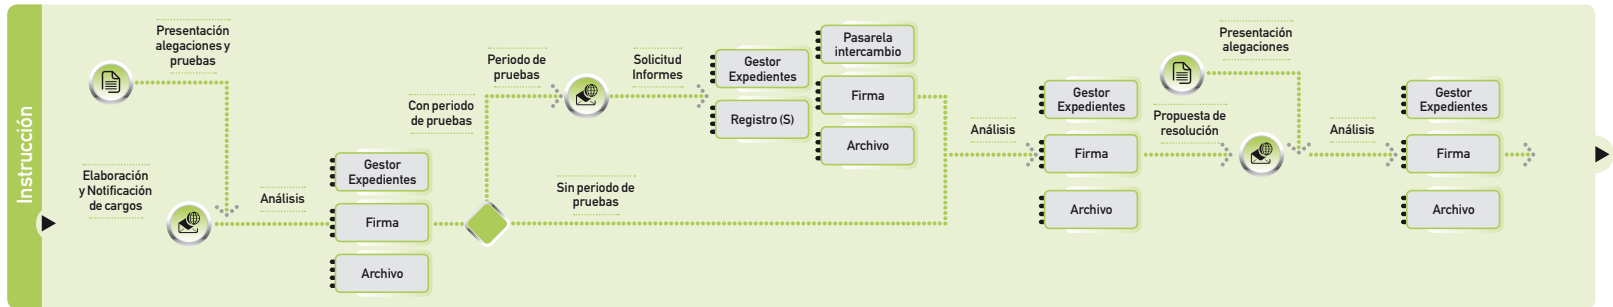 Instrucción
Presentación
alegaciones y
pruebas
Elaboración
y Notificación
de cargos
Análisis
Gestor
Expedientes
Firma
Archivo
Con periodo
de pruebas
Periodo de
pruebas
Sin periodo de
pruebas
Solicitud
Informes
Gestor
Expedientes
Registro (S)
Pasarela
intercambio
Firma
Archivo
Análisis
Gestor
Expedientes
Firma
Archivo
Presentación
alegaciones
Propuesta de
resolución
Análisis
Gestor
Expedientes
Firma
Archivo